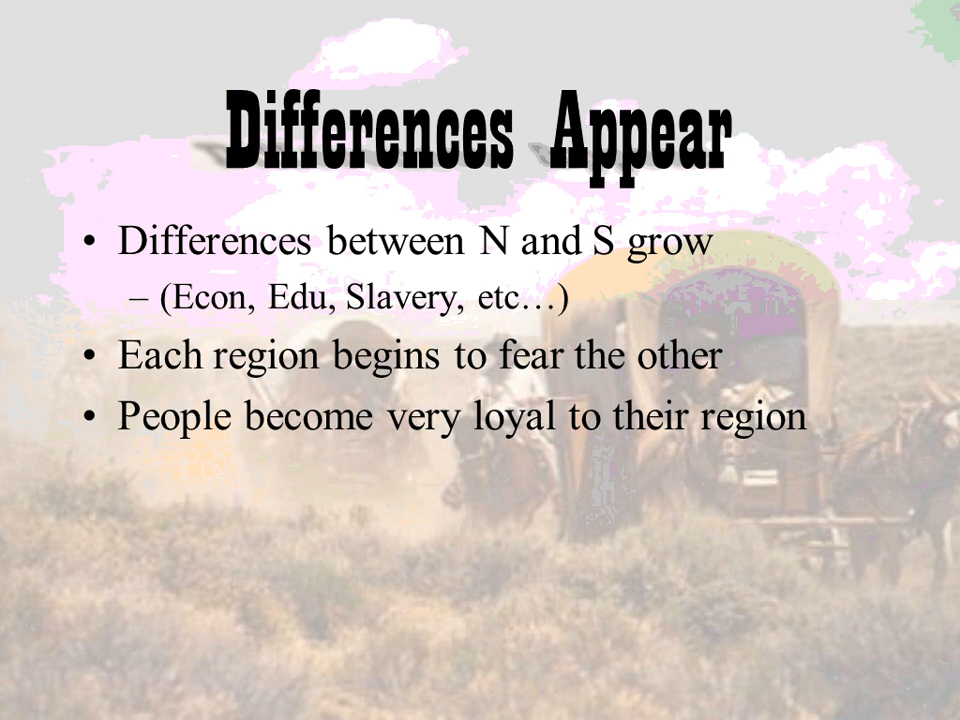 Differences Appear
• Differences between N and S grow
– (Econ, Edu, Slavery, etc…)
• Each region begins to fear the other
• People become very loyal to their region